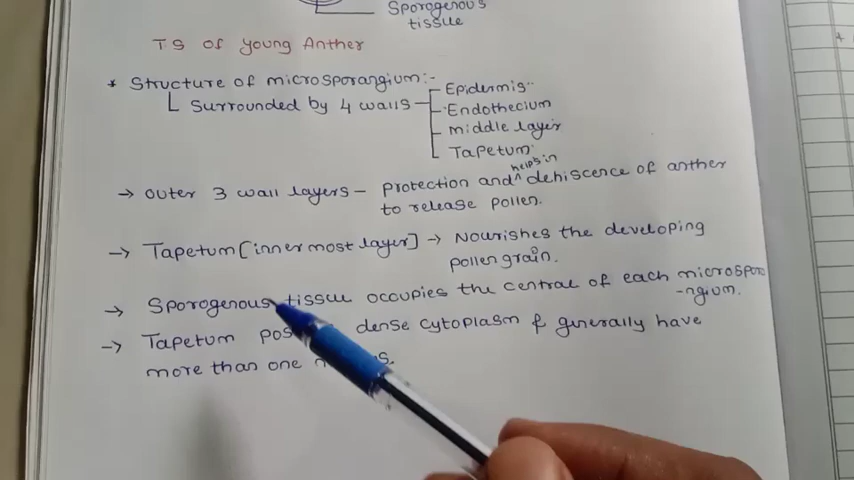 Sporogenous
tissue
TS of young Anther
* Structure of microsporangium:-
Surrounded by 4 walls
Epidermis
Endothecium
middle layer
Tapetum
→ outer 3 wall layers - protection and helps in dehiscence of anther
to release pollen.
→ Tapetum [inner most layer] → Nourishes the developing
pollen grain.
→ Sporogenous tissue occupies the central of each microspora
-ngium.
→ Tapetum dense cytoplasm & generally have
more than one